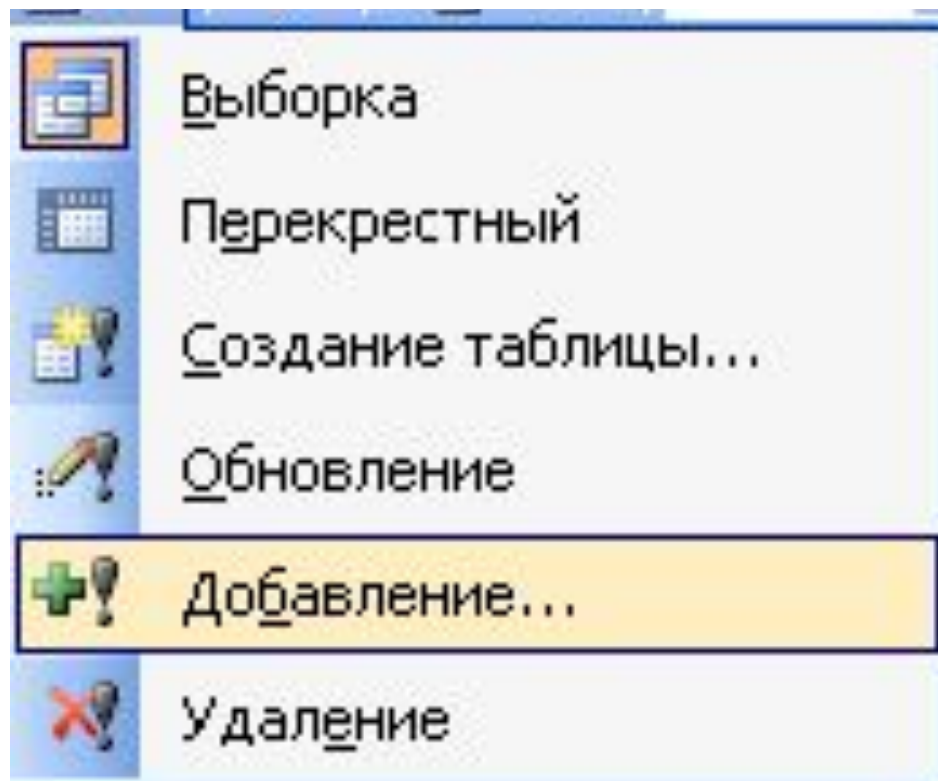 Выборка
Перекрестный
Создание таблицы...
Обновление
Добавление...
Удаление